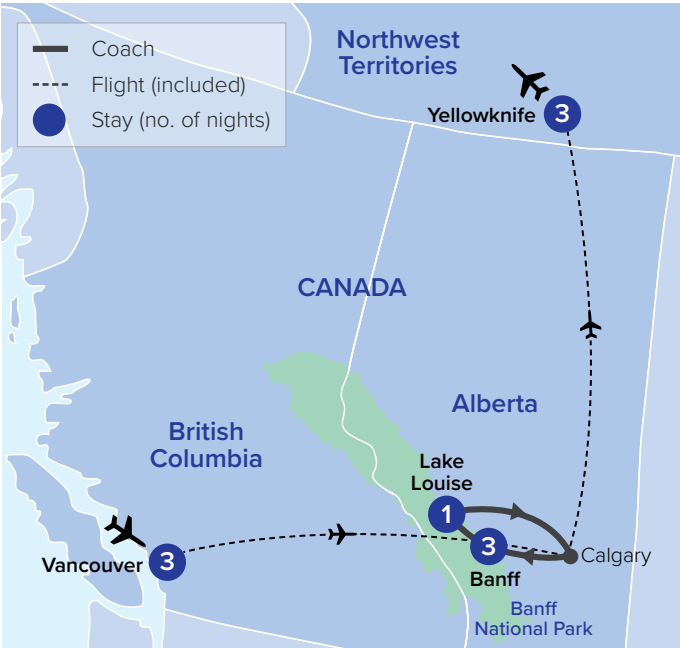 Coach
Flight (included)
Stay (no. of nights)
Northwest
Territories
Yellowknife
3
CANADA
Alberta
British
Columbia
Lake
Louise
1
3
Banff
Calgary
Vancouver
3
Banff
National Park